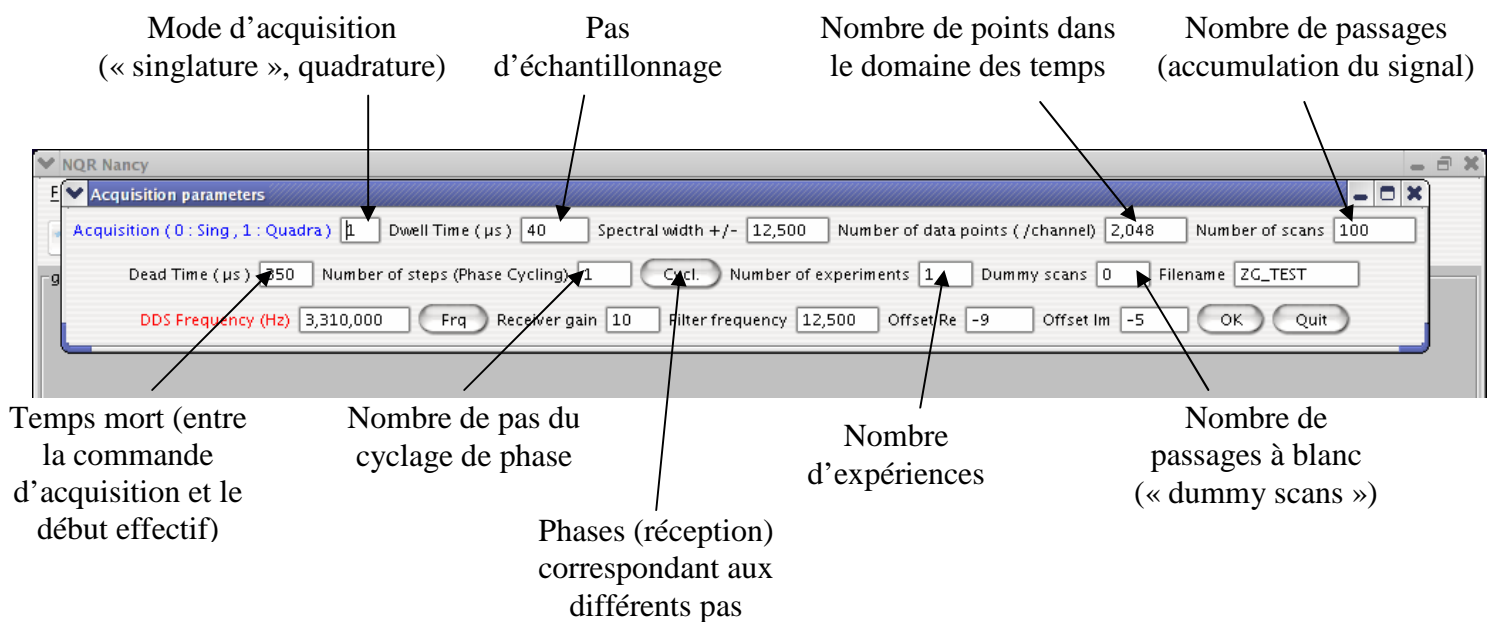 Mode d’acquisition
(« singlature », quadrature)
Pas
d’échantillonnage
Nombre de points dans
le domaine des temps
Nombre de passages
(accumulation du signal)
NQR Nancy
Acquisition parameters
Acquisition ( 0 : Sing , 1 : Quadra ) 1 Dwell Time ( µs ) 40 Spectral width +/- 12,500 Number of data points ( /channel) 2,048 Number of scans 100
Dead Time ( µs ) 350 Number of steps (Phase Cycling) 1 Cycl. Number of experiments 1 Dummy scans 0 Filename ZG_TEST
DDS Frequency (Hz) 3,310,000 Frq Receiver gain 10 Filter frequency 12,500 Offset Re -9 Offset Im -5 OK Quit
Temps mort (entre
la commande
d’acquisition et le
début effectif)
Nombre de pas du
cyclage de phase
Phases (réception)
correspondant aux
différents pas
Nombre
d’expériences
Nombre de
passages à blanc
(« dummy scans »)